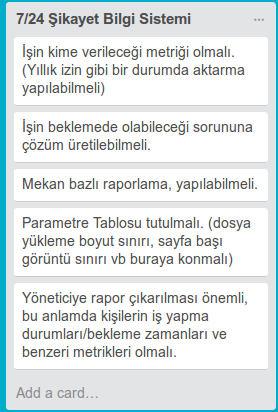 7/24 Şikayet Bilgi Sistemi
İşin kime verileceği metriği olmalı.
(Yıllık izin gibi bir durumda aktarma
yapılabilmeli)
İşin beklemede olabileceği sorununa
çözüm üretilebilmeli.
Mekan bazlı raporlama, yapılabilmeli.
Parametre Tablosu tutulmalı. (dosya
yükleme boyut sınırı, sayfa başı
görüntü sınırı vb buraya konmalı)
Yöneticiye rapor çıkarılması önemli,
bu anlamda kişilerin iş yapma
durumları/bekleme zamanları ve
benzeri metrikleri olmalı.
Add a card...